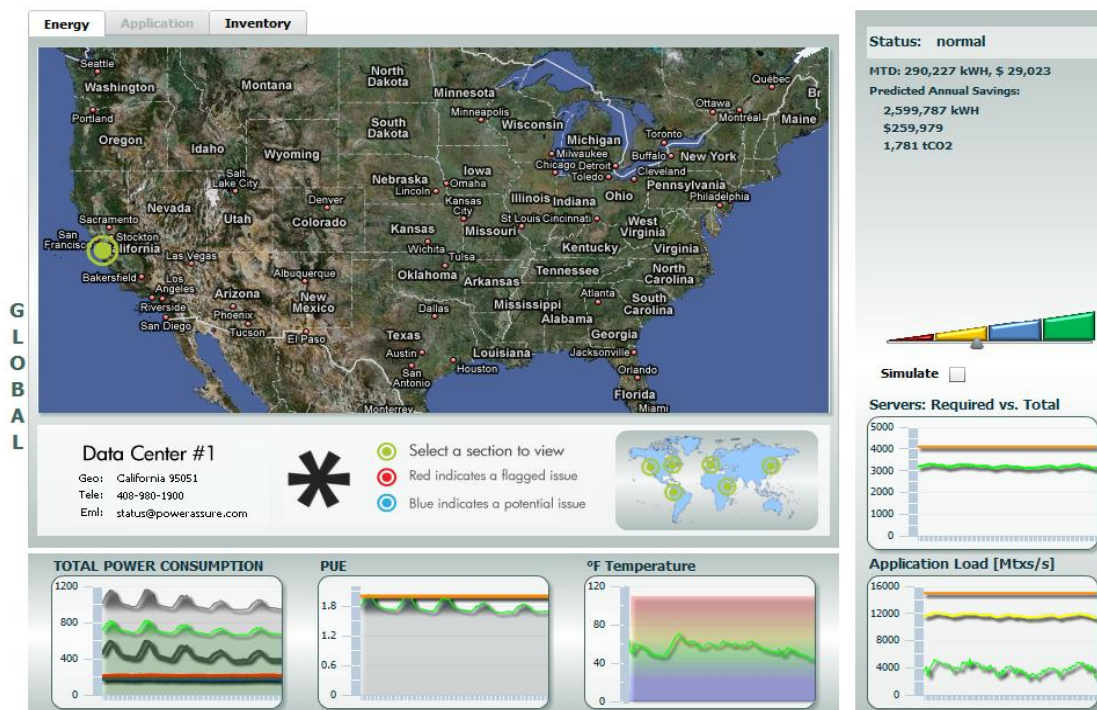 Energy
Application
Inventory
Seattle
Washington
Portland
Oregon
Idaho
Montana
Wyoming
North Dakota
South Dakota
Minnesota
Minneapolis
Wisconsin
Michigan
Milwaukee
Chicago
Detroit
Toledo
Cleveland
Toronto
Buffalo
Ottawa
Montréal
Québec
Maine
Br
New York
Pennsylvania
Philadelphia
Salt Lake City
Nevada
Utah
Denver
Colorado
Nebraska
Lincoln
Iowa
Omaha
Kansas City
Illinois
Indiana
Ohio
Kansas
Missouri
St Louis
Cincinnati
West Virginia
Virginia
Kentucky
Wichita
Tulsa
Sacramento
San Francisco
Stockton
alifornia
Las Vegas
Bakersfield
Los Angeles
Riverside
San Diego
Arizona
Phoenix
Tucson
Albuquerque
New Mexico
El Paso
Oklahoma
Arkansas
Tennessee
North Carolina
South Carolina
Atlanta
Mississippi
Alabama
Georgia
Dallas
Texas
Austin
San Antonio
Houston
Louisiana
Jacksonville
Orlando
Florida
Miami
Monterrey
GLOBAL
Data Center #1
Geo: California 95051
Tele: 408-980-1900
Eml: status@powerassure.com
Select a section to view
Red indicates a flagged issue
Blue indicates a potential issue
TOTAL POWER CONSUMPTION
1200
800
400
0
PUE
1.8
1.2
0.6
0
°F Temperature
120
80
40
0
Status: normal
MTD: 290,227 kWH, $ 29,023
Predicted Annual Savings:
2,599,787 kWH
$259,979
1,781 tCO2
Simulate
Servers: Required vs. Total
5000
4000
3000
2000
1000
0
Application Load [Mtxs/s]
16000
12000
8000
4000
0